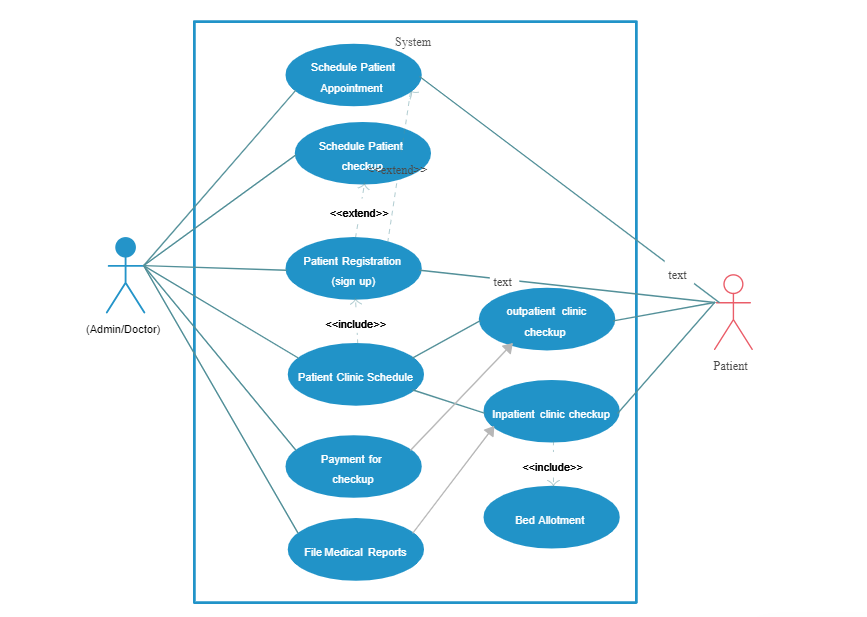 System
Schedule Patient
Appointment
Schedule Patient
checkup
<<extend>>
<<extend>>
Patient Registration
(sign up)
text
text
outpatient clinic
checkup
<<include>>
(Admin/Doctor)
Patient
Patient Clinic Schedule
Inpatient clinic checkup
Payment for
checkup
<<include>>
Bed Allotment
File Medical Reports